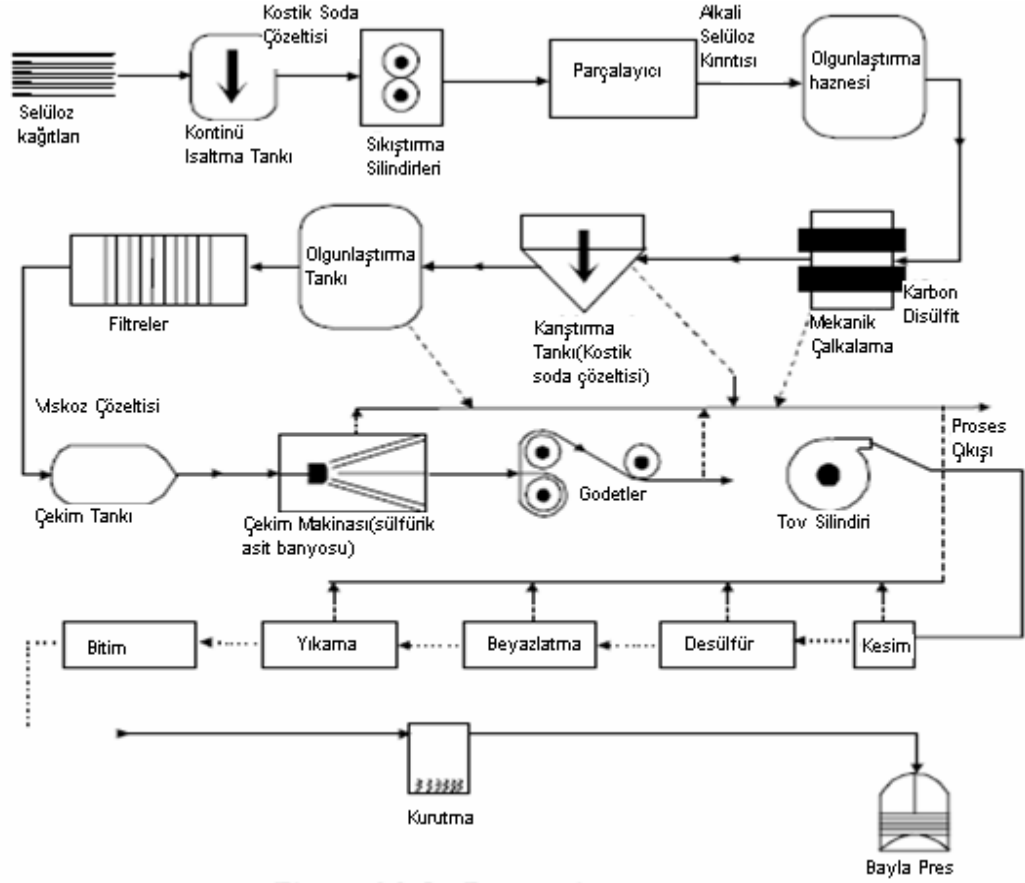 Kostik Soda
Çözeltisi
Alkali
Selüloz
Kırıntısı
Parçalayıcı
Olgunlaştırma
haznesi
Selüloz
kağıtları
Kontinü
Isaltma Tankı
Sıkıştırma
Silindirleri
Olgunlaştırma
Tankı
Filtreler
Karıştırma
Tankı(Kostik
soda çözeltisi)
Karbon
Disülfit
Mekanik
Çalkalama
Viskoz Çözeltisi
Proses
Çıkışı
Çekim Tankı
Çekim Makinası(sülfürik
asit banyosu)
Godetler
Tov Silindiri
Bitim
Yıkama
Beyazlatma
Desülfür
Kesim
Kurutma
Bayla Pres